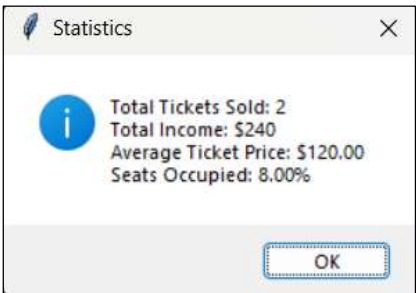 Statistics
Total Tickets Sold: 2
Total Income: $240
Average Ticket Price: $120.00
Seats Occupied: 8.00%
OK